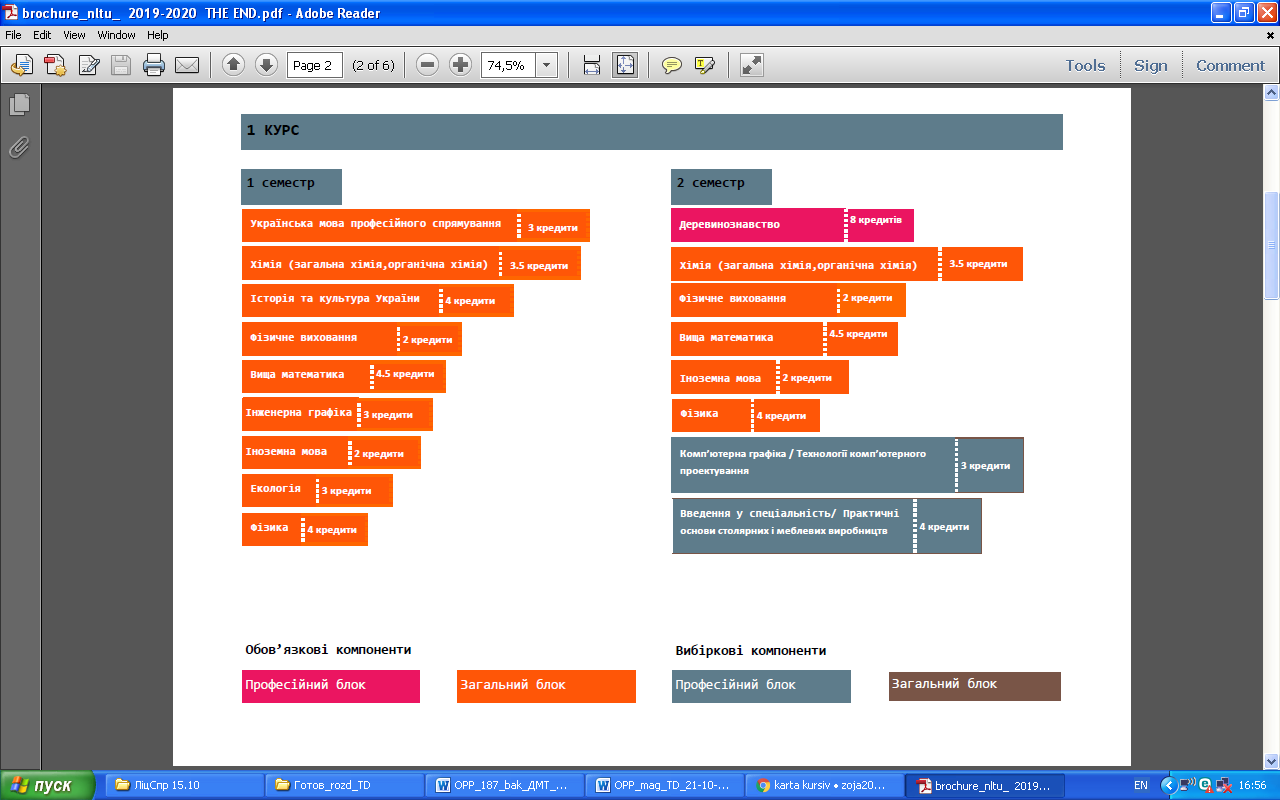 brochure_nltu_ 2019-2020 THE END.pdf - Adobe Reader
File Edit View Window Help
Page 2 (2 of 6) 74,5% Tools Sign Comment
1 КУРС
1 семестр
Українська мова професійного спрямування 3 кредити
Хімія (загальна хімія,органічна хімія) 3.5 кредити
Історія та культура України 4 кредити
Фізичне виховання 2 кредити
Вища математика 4.5 кредити
Інженерна графіка 3 кредити
Іноземна мова 2 кредити
Екологія 3 кредити
Фізика 4 кредити
2 семестр
Деревинознавство 8 кредитів
Хімія (загальна хімія,органічна хімія) 3.5 кредити
Фізичне виховання 2 кредити
Вища математика 4.5 кредити
Іноземна мова 2 кредити
Фізика 4 кредити
Комп’ютерна графіка / Технології комп’ютерного
проектування
3 кредити
Введення у спеціальність/ Практичні
основи столярних і меблевих виробництв
4 кредити
Обов’язкові компоненти
Професійний блок Загальний блок
Вибіркові компоненти
Професійний блок Загальний блок
пуск ЛіцСпр 15.10 Готов_rozd_TD OPP_187_bak_ДМТ_... OPP_mag_TD_21-10-... karta kursiv • zoja20... brochure_nltu_ 2019... EN 16:56